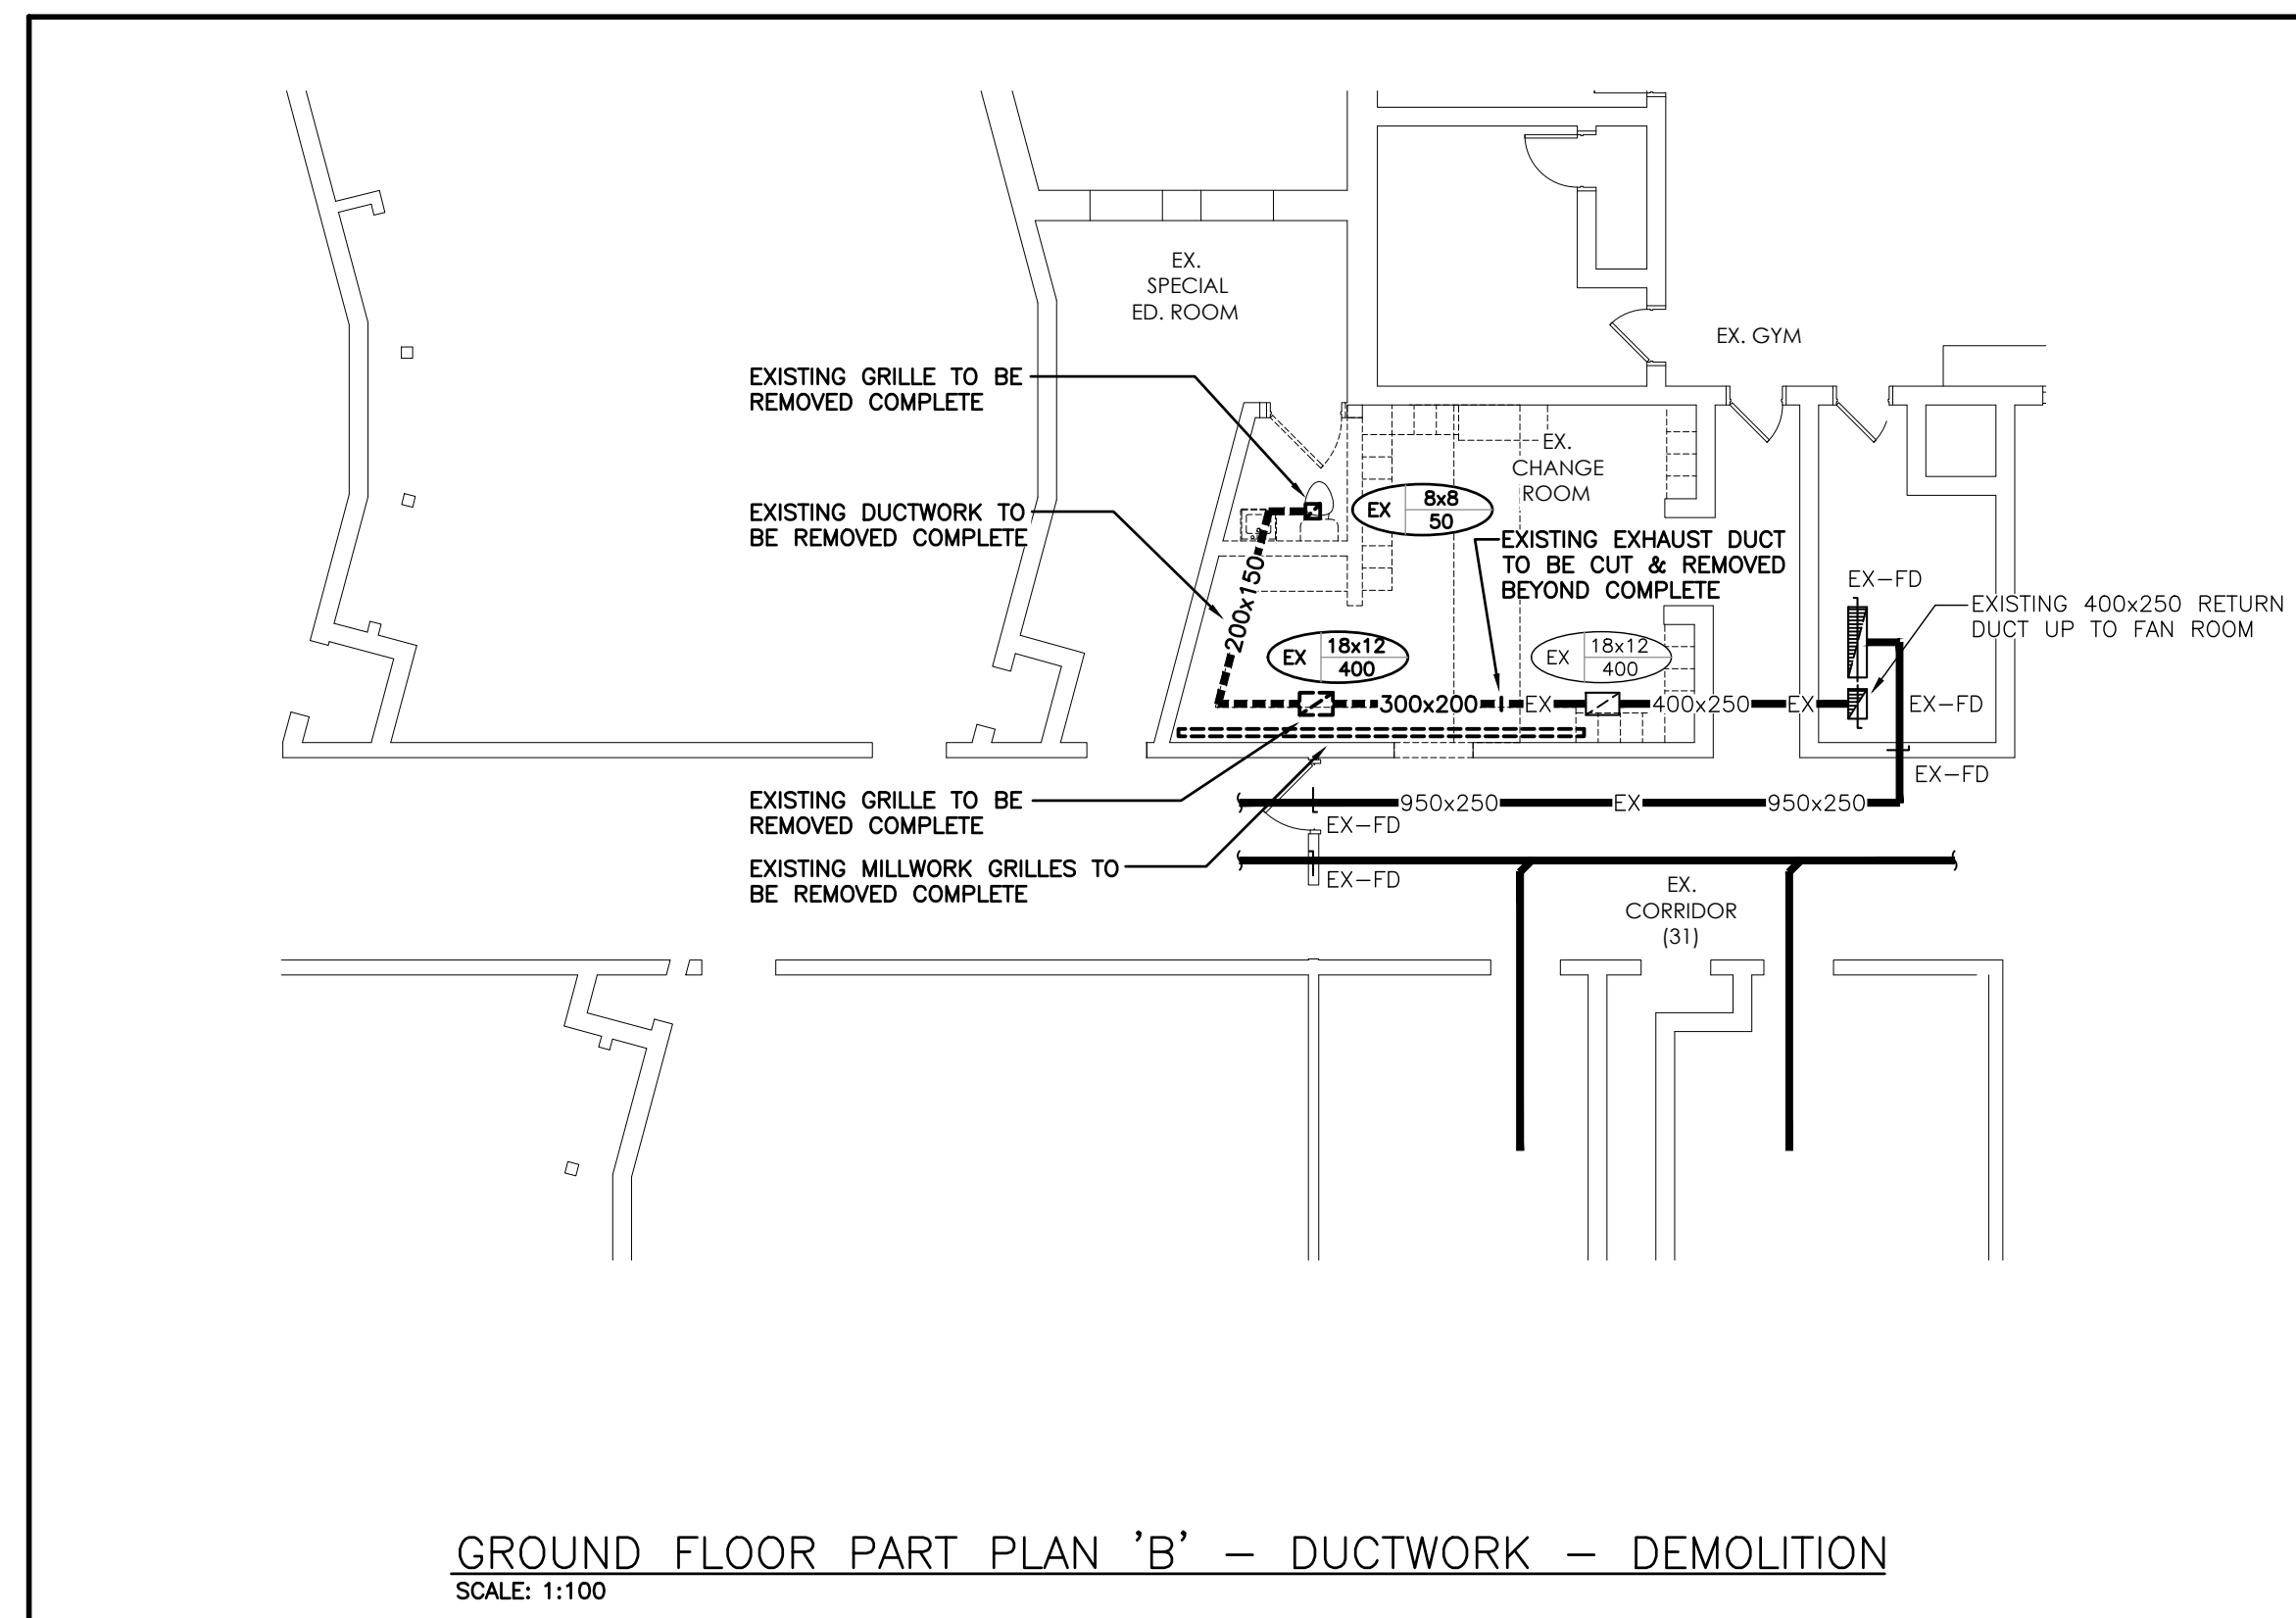 EX.
SPECIAL
ED. ROOM
EX. GYM
EXISTING GRILLE TO BE
REMOVED COMPLETE
EX.
CHANGE
ROOM
EX 8x8
50
EXISTING DUCTWORK TO
BE REMOVED COMPLETE
EXISTING EXHAUST DUCT
TO BE CUT & REMOVED
BEYOND COMPLETE
200x150
EX-FD
EXISTING 400x250 RETURN
DUCT UP TO FAN ROOM
EX 18x12
400
EX 18x12
400
300x200 EX 400x250 EX EX-FD
EX-FD
EXISTING GRILLE TO BE
REMOVED COMPLETE
950x250 EX 950x250
EX-FD
EXISTING MILLWORK GRILLES TO
BE REMOVED COMPLETE
EX-FD
EX.
CORRIDOR
(31)
GROUND FLOOR PART PLAN 'B' - DUCTWORK - DEMOLITION
SCALE: 1:100